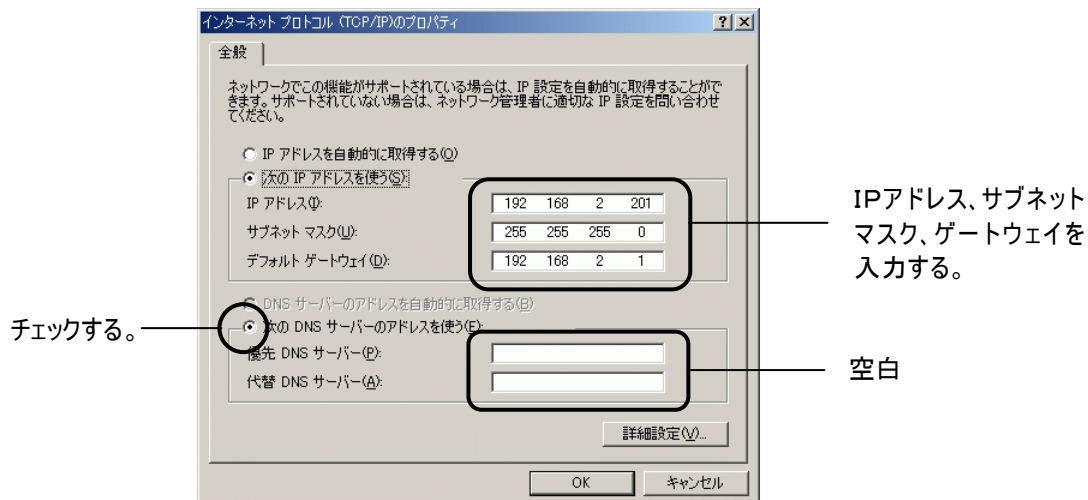 インターネット プロトコル (TCP/IP)のプロパティ
? ×
全般
ネットワークでこの機能がサポートされている場合は、IP 設定を自動的に取得することがで
きます。サポートされていない場合は、ネットワーク管理者に適切な IP 設定を問い合わせ
てください。
IP アドレスを自動的に取得する(O)
次の IP アドレスを使う(S):
IP アドレス(I): 192 168 2 201
サブネット マスク(U): 255 255 255 0
デフォルト ゲートウェイ(D): 192 168 2 1
IPアドレス、サブネット
マスク、ゲートウェイを
入力する。
DNS サーバーのアドレスを自動的に取得する(B)
チェックする。
次の DNS サーバーのアドレスを使う(E):
優先 DNS サーバー(P):
代替 DNS サーバー(A):
空白
詳細設定(V)...
OK キャンセル